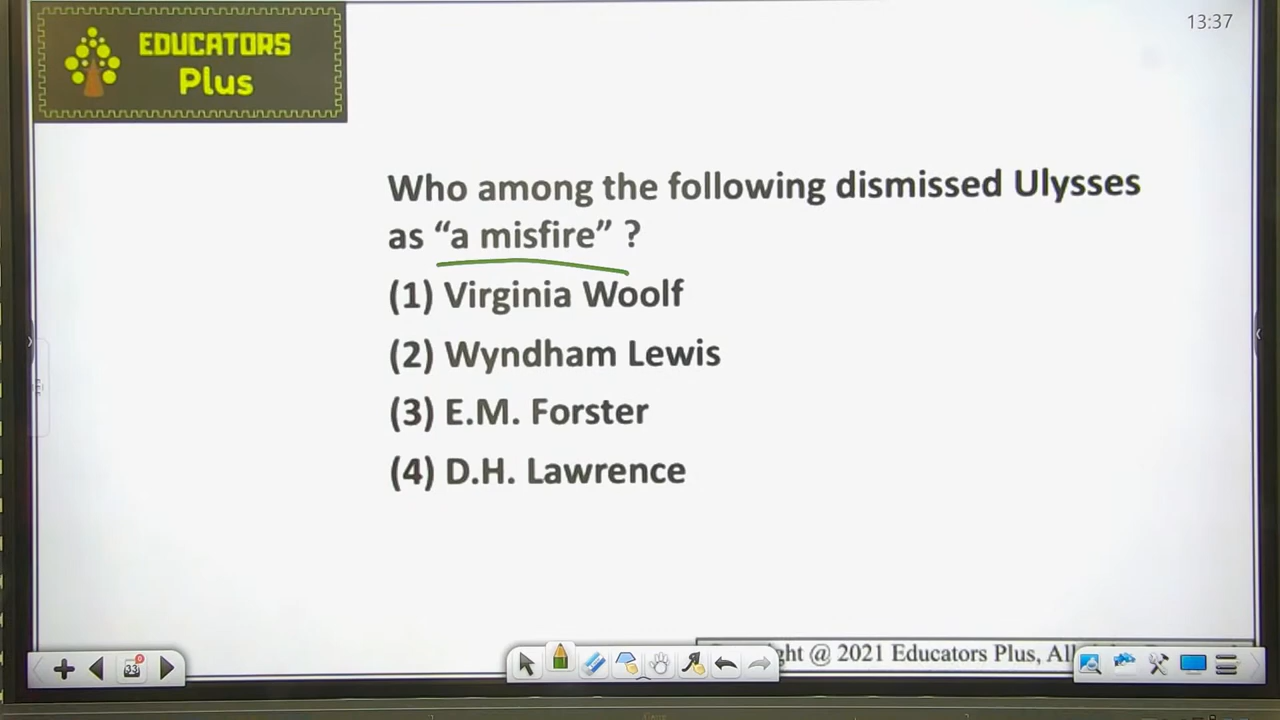 EDUCATORS
Plus
13:37
Who among the following dismissed Ulysses
as “a misfire” ?
(1) Virginia Woolf
(2) Wyndham Lewis
(3) E.M. Forster
(4) D.H. Lawrence
33
ght @ 2021 Educators Plus, All